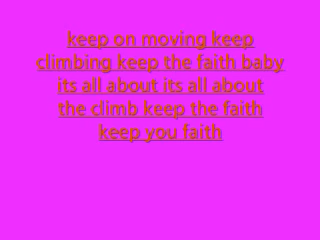 keep on moving keep
climbing keep the faith baby
its all about its all about
the climb keep the faith
keep you faith